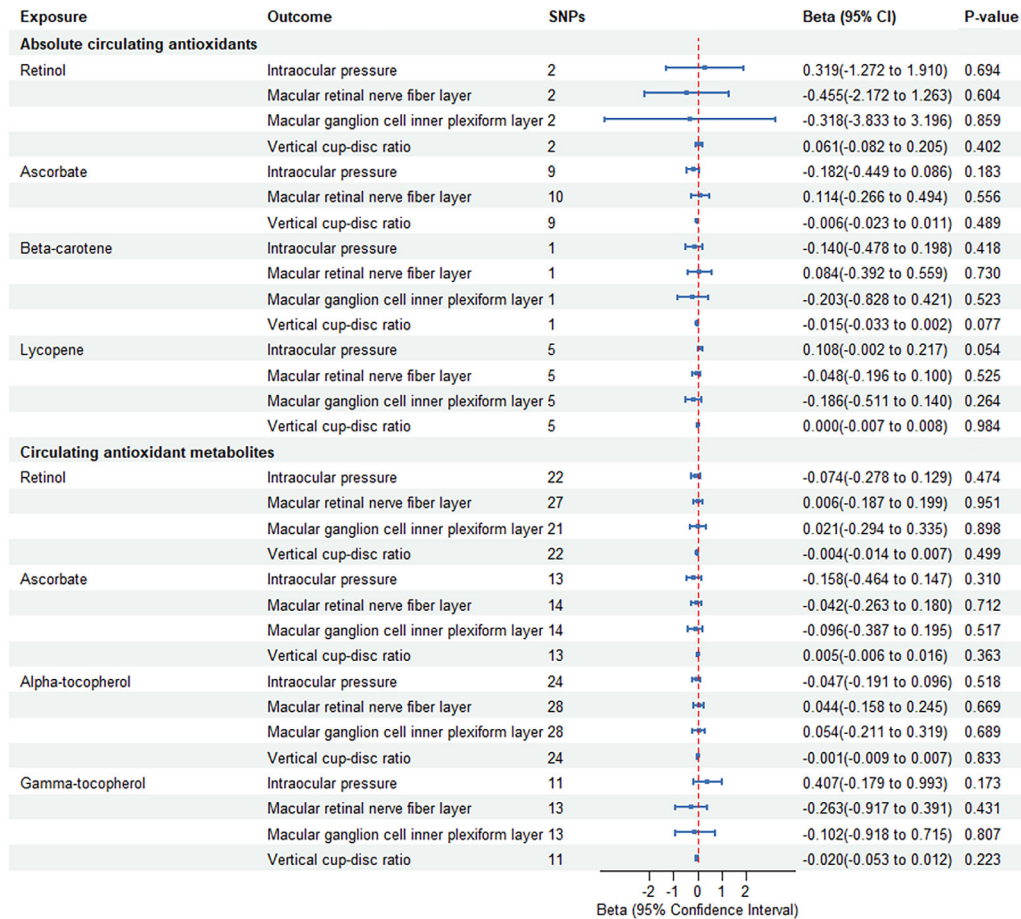 Exposure Outcome SNPs Beta (95% CI) P-value
Absolute circulating antioxidants
Retinol Intraocular pressure 2 0.319(-1.272 to 1.910) 0.694
Macular retinal nerve fiber layer 2 -0.455(-2.172 to 1.263) 0.604
Macular ganglion cell inner plexiform layer 2 -0.318(-3.833 to 3.196) 0.859
Vertical cup-disc ratio 2 0.061(-0.082 to 0.205) 0.402
Ascorbate Intraocular pressure 9 -0.182(-0.449 to 0.086) 0.183
Macular retinal nerve fiber layer 10 0.114(-0.266 to 0.494) 0.556
Vertical cup-disc ratio 9 -0.006(-0.023 to 0.011) 0.489
Beta-carotene Intraocular pressure 1 -0.140(-0.478 to 0.198) 0.418
Macular retinal nerve fiber layer 1 0.084(-0.392 to 0.559) 0.730
Macular ganglion cell inner plexiform layer 1 -0.203(-0.828 to 0.421) 0.523
Vertical cup-disc ratio 1 -0.015(-0.033 to 0.002) 0.077
Lycopene Intraocular pressure 5 0.108(-0.002 to 0.217) 0.054
Macular retinal nerve fiber layer 5 -0.048(-0.196 to 0.100) 0.525
Macular ganglion cell inner plexiform layer 5 -0.186(-0.511 to 0.140) 0.264
Vertical cup-disc ratio 5 0.000(-0.007 to 0.008) 0.984
Circulating antioxidant metabolites
Retinol Intraocular pressure 22 -0.074(-0.278 to 0.129) 0.474
Macular retinal nerve fiber layer 27 0.006(-0.187 to 0.199) 0.951
Macular ganglion cell inner plexiform layer 21 0.021(-0.294 to 0.335) 0.898
Vertical cup-disc ratio 22 -0.004(-0.014 to 0.007) 0.499
Ascorbate Intraocular pressure 13 -0.158(-0.464 to 0.147) 0.310
Macular retinal nerve fiber layer 14 -0.042(-0.263 to 0.180) 0.712
Macular ganglion cell inner plexiform layer 14 -0.096(-0.387 to 0.195) 0.517
Vertical cup-disc ratio 13 0.005(-0.006 to 0.016) 0.363
Alpha-tocopherol Intraocular pressure 24 -0.047(-0.191 to 0.096) 0.518
Macular retinal nerve fiber layer 28 0.044(-0.158 to 0.245) 0.669
Macular ganglion cell inner plexiform layer 28 0.054(-0.211 to 0.319) 0.689
Vertical cup-disc ratio 24 -0.001(-0.009 to 0.007) 0.833
Gamma-tocopherol Intraocular pressure 11 0.407(-0.179 to 0.993) 0.173
Macular retinal nerve fiber layer 13 -0.263(-0.917 to 0.391) 0.431
Macular ganglion cell inner plexiform layer 13 -0.102(-0.918 to 0.715) 0.807
Vertical cup-disc ratio 11 -0.020(-0.053 to 0.012) 0.223
-2 -1 0 1 2
Beta (95% Confidence Interval)